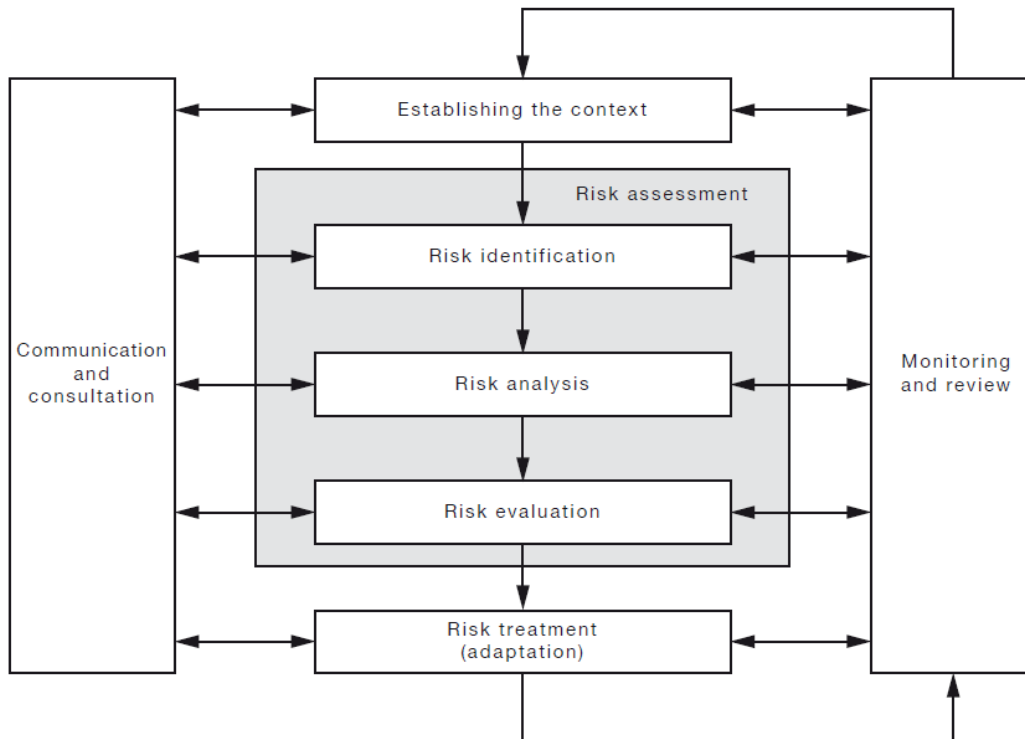 Establishing the context
Risk assessment
Risk identification
Communication
and
consultation
Risk analysis
Monitoring
and review
Risk evaluation
Risk treatment
(adaptation)